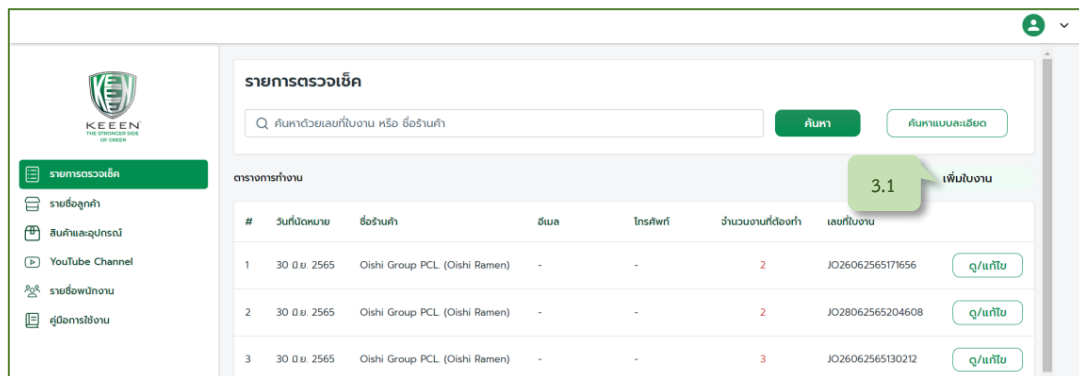 KEEEN
THE STRONGER SIDE
OF GREEN
รายการตรวจเช็ค
รายชื่อลูกค้า
สินค้าและอุปกรณ์
YouTube Channel
รายชื่อพนักงาน
คู่มือการใช้งาน
รายการตรวจเช็ค
ค้นหาด้วยเลขที่ใบงาน หรือ ชื่อร้านค้า
ค้นหา
ค้นหาแบบละเอียด
ตารางการทำงาน
3.1
เพิ่มใบงาน
# วันที่นัดหมาย ชื่อร้านค้า อีเมล โทรศัพท์ จำนวนงานที่ต้องทำ เลขที่ใบงาน
1 30 มิ.ย. 2565 Oishi Group PCL. (Oishi Ramen) - - 2 JO26062565171656 ดู/แก้ไข
2 30 มิ.ย. 2565 Oishi Group PCL. (Oishi Ramen) - - 2 JO28062565204608 ดู/แก้ไข
3 30 มิ.ย. 2565 Oishi Group PCL. (Oishi Ramen) - - 3 JO26062565130212 ดู/แก้ไข